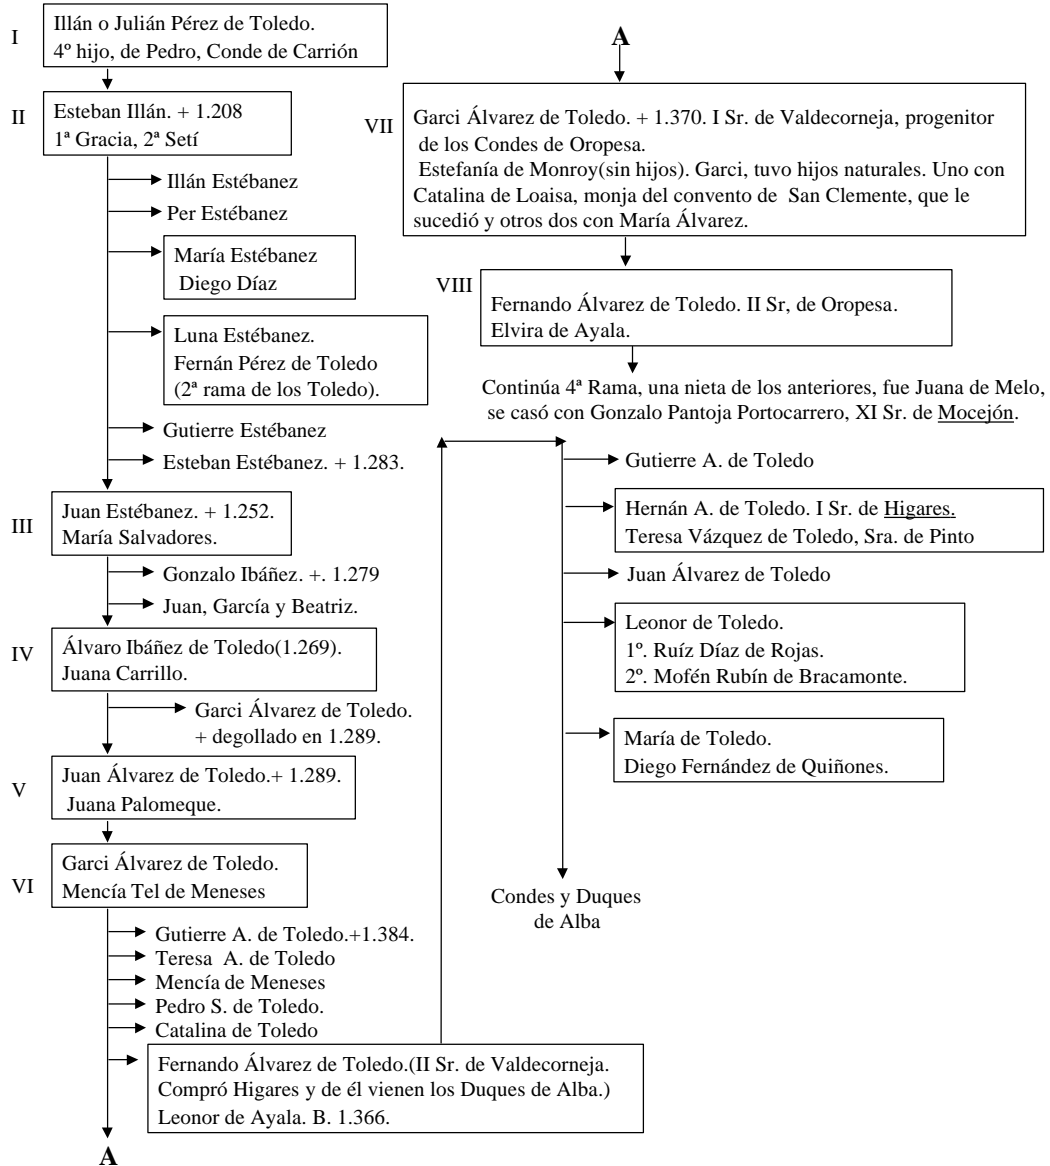 I
Illán o Julián Pérez de Toledo.
4º hijo, de Pedro, Conde de Carrión
II
Esteban Illán. + 1.208
1ª Gracia, 2ª Setí
Illán Estébanez
Per Estébanez
María Estébanez
Diego Díaz
Luna Estébanez.
Fernán Pérez de Toledo
(2ª rama de los Toledo).
Gutierre Estébanez
Esteban Estébanez. + 1.283.
III
Juan Estébanez. + 1.252.
María Salvadores.
Gonzalo Ibáñez. +. 1.279
Juan, García y Beatriz.
IV
Álvaro Ibáñez de Toledo(1.269).
Juana Carrillo.
Garci Álvarez de Toledo.
+ degollado en 1.289.
V
Juan Álvarez de Toledo.+ 1.289.
Juana Palomeque.
VI
Garci Álvarez de Toledo.
Mencía Tel de Meneses
Gutierre A. de Toledo.+1.384.
Teresa A. de Toledo
Mencía de Meneses
Pedro S. de Toledo.
Catalina de Toledo
Fernando Álvarez de Toledo.(II Sr. de Valdecorneja.
Compró Higares y de él vienen los Duques de Alba.)
Leonor de Ayala. B. 1.366.
A
A
VII
Garci Álvarez de Toledo. + 1.370. I Sr. de Valdecorneja, progenitor
de los Condes de Oropesa.
Estefanía de Monroy(sin hijos). Garci, tuvo hijos naturales. Uno con
Catalina de Loaisa, monja del convento de San Clemente, que le
sucedió y otros dos con María Álvarez.
VIII
Fernando Álvarez de Toledo. II Sr, de Oropesa.
Elvira de Ayala.
Continúa 4ª Rama, una nieta de los anteriores, fue Juana de Melo,
se casó con Gonzalo Pantoja Portocarrero, XI Sr. de Mocejón.
Gutierre A. de Toledo
Hernán A. de Toledo. I Sr. de Higares.
Teresa Vázquez de Toledo, Sra. de Pinto
Juan Álvarez de Toledo
Leonor de Toledo.
1º. Ruíz Díaz de Rojas.
2º. Mofén Rubín de Bracamonte.
María de Toledo.
Diego Fernández de Quiñones.
Condes y Duques
de Alba